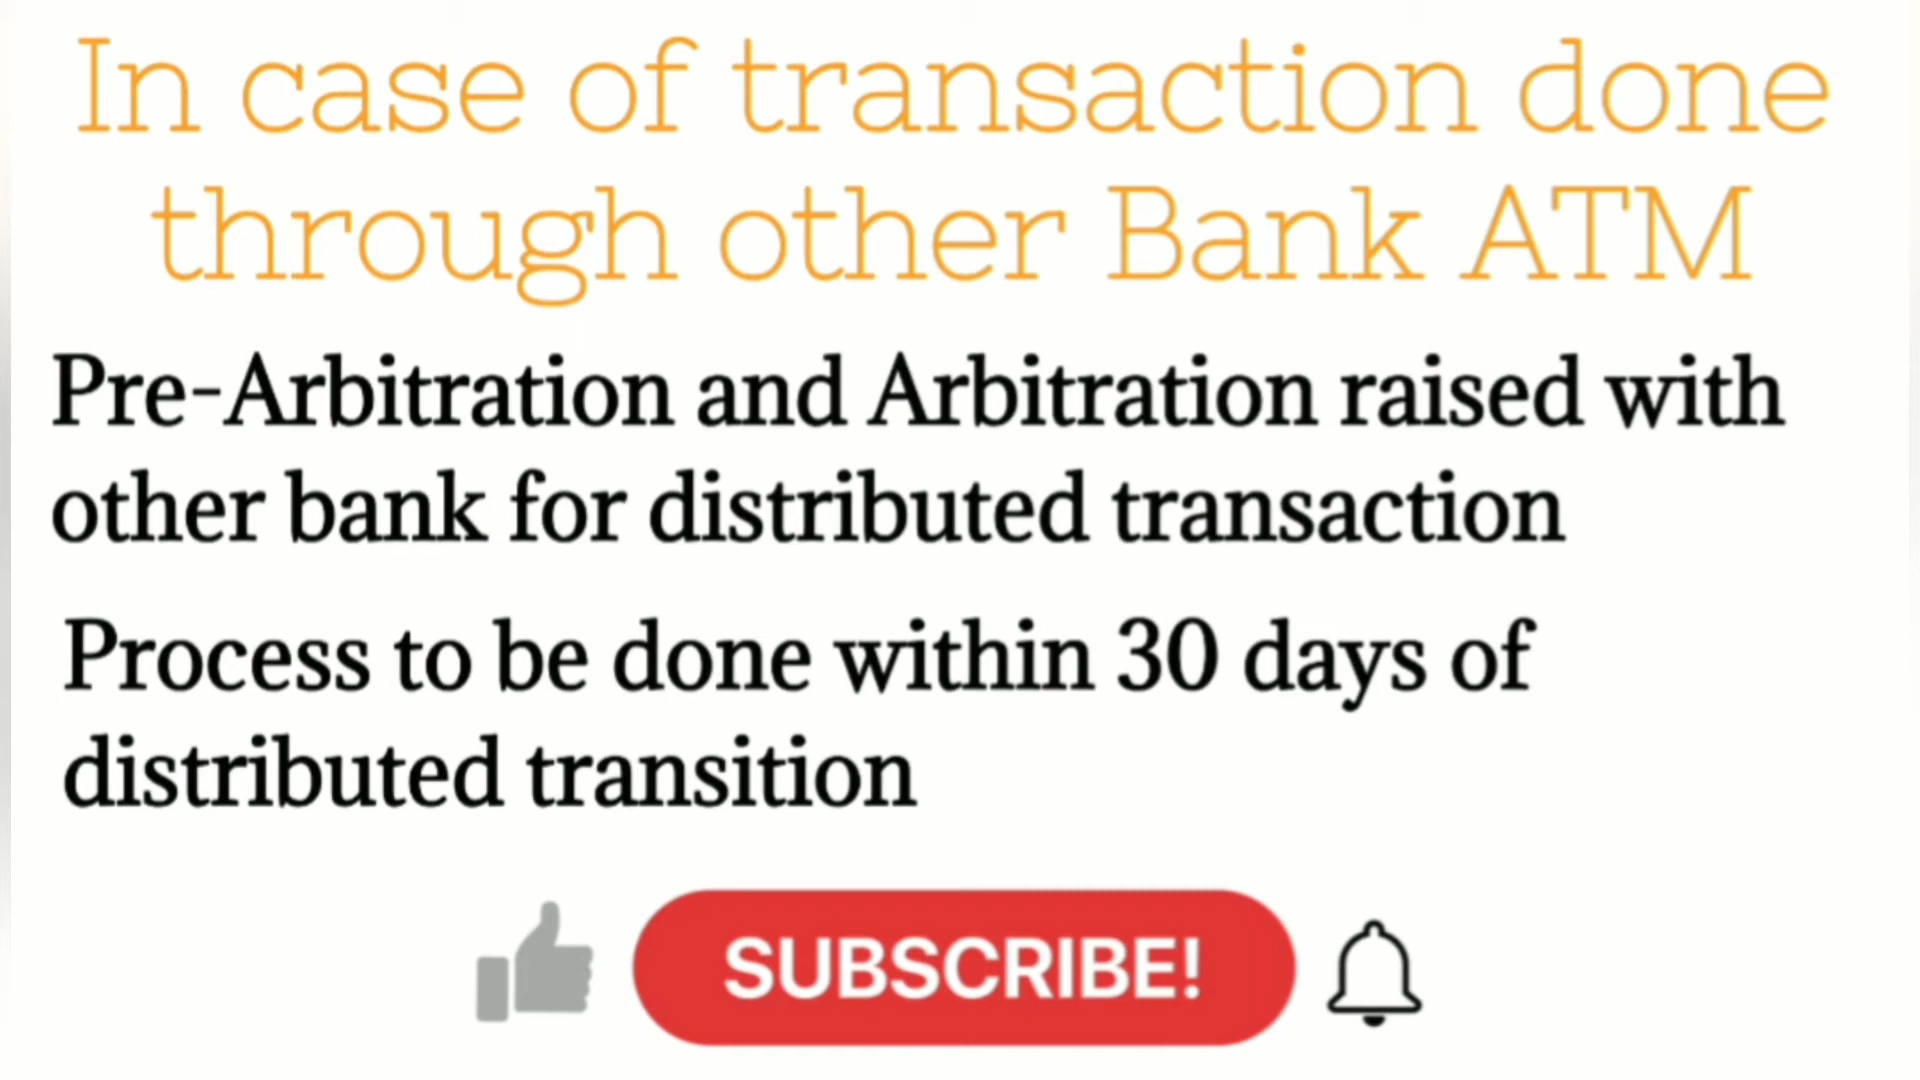 In case of transaction done
through other Bank ATM
Pre-Arbitration and Arbitration raised with
other bank for distributed transaction
Process to be done within 30 days of
distributed transition
SUBSCRIBE!